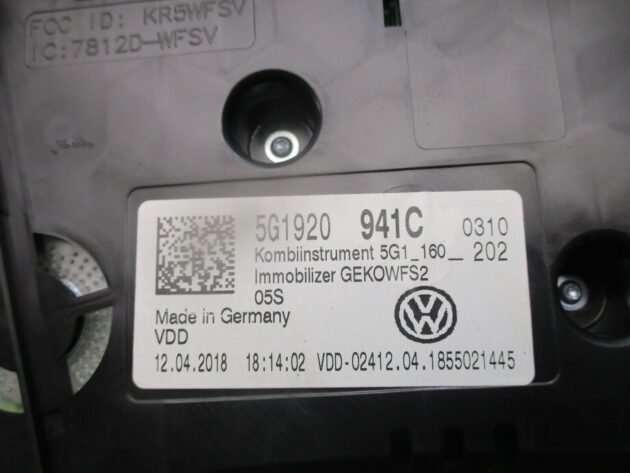 FCC ID: KR5WFSV
IC:7812D-WFSV
5G1920 941C 0310
Kombiinstrument 5G1_160__ 202
Immobilizer GEKOWFS2
05S
Made in Germany
VDD
12.04.2018 18:14:02 VDD-02412.04.1855021445